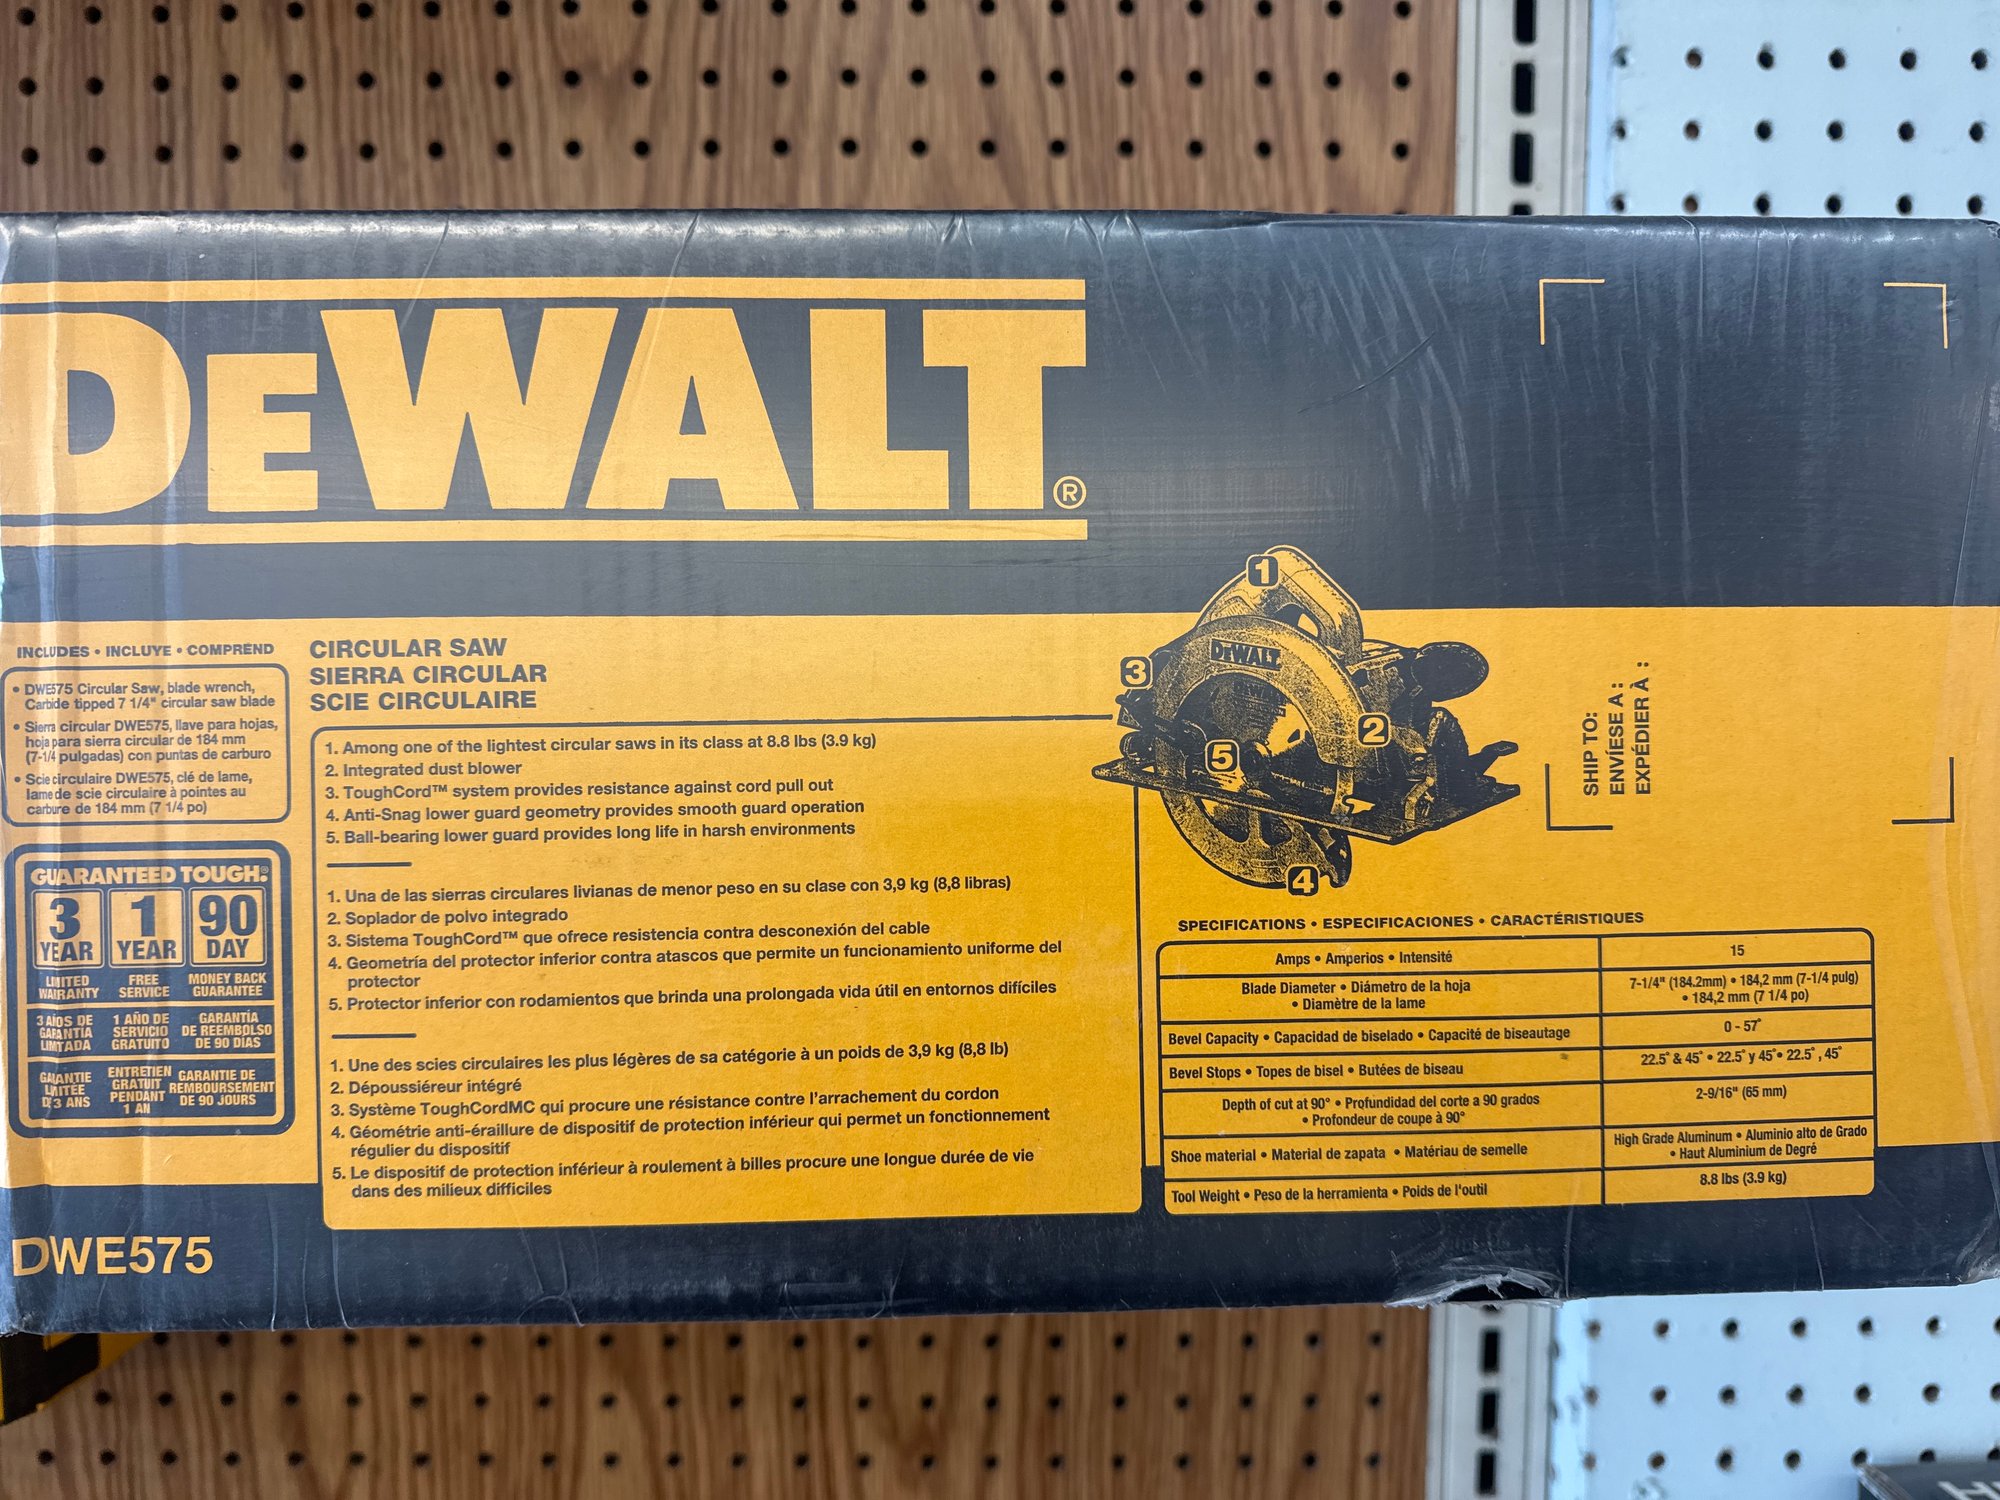 DEWALT®
INCLUDES • INCLUYE • COMPREND
• DWE575 Circular Saw, blade wrench,
Carbide tipped 7 1/4" circular saw blade
• Sierra circular DWE575, llave para hojas,
hoja para sierra circular de 184 mm
(7-1/4 pulgadas) con puntas de carburo
• Scie circulaire DWE575, clé de lame,
lame de scie circulaire à pointes au
carbure de 184 mm (7 1/4 po)
GUARANTEED TOUGH®
3 YEAR
1 YEAR
90 DAY
LIMITED WARRANTY
FREE SERVICE
MONEY BACK GUARANTEE
3 AÑOS DE GARANTÍA LIMITADA
1 AÑO DE SERVICIO GRATUITO
GARANTÍA DE REEMBOLSO DE 90 DÍAS
GARANTIE LIMITÉE D'3 ANS
ENTRETIEN GRATUIT PENDANT 1 AN
GARANTIE DE REMBOURSEMENT DE 90 JOURS
DWE575
CIRCULAR SAW
SIERRA CIRCULAR
SCIE CIRCULAIRE
1. Among one of the lightest circular saws in its class at 8.8 lbs (3.9 kg)
2. Integrated dust blower
3. ToughCord™ system provides resistance against cord pull out
4. Anti-Snag lower guard geometry provides smooth guard operation
5. Ball-bearing lower guard provides long life in harsh environments
1. Una de las sierras circulares livianas de menor peso en su clase con 3,9 kg (8,8 libras)
2. Soplador de polvo integrado
3. Sistema ToughCord™ que ofrece resistencia contra desconexión del cable
4. Geometría del protector inferior contra atascos que permite un funcionamiento uniforme del
protector
5. Protector inferior con rodamientos que brinda una prolongada vida útil en entornos difíciles
1. Une des scies circulaires les plus légères de sa catégorie à un poids de 3,9 kg (8,8 lb)
2. Dépoussiéreur intégré
3. Système ToughCordMC qui procure une résistance contre l'arrachement du cordon
4. Géométrie anti-éraillure de dispositif de protection inférieur qui permet un fonctionnement
régulier du dispositif
5. Le dispositif de protection inférieur à roulement à billes procure une longue durée de vie
dans des milieux difficiles
1
3
DEWALT
2
5
4
SHIP TO:
ENVÍESE A :
EXPÉDIER À :
SPECIFICATIONS • ESPECIFICACIONES • CARACTÉRISTIQUES
Amps • Amperios • Intensité
15
Blade Diameter • Diámetro de la hoja
• Diamètre de la lame
7-1/4" (184.2mm) • 184,2 mm (7-1/4 pulg)
• 184,2 mm (7 1/4 po)
Bevel Capacity • Capacidad de biselado • Capacité de biseautage
0 - 57°
Bevel Stops • Topes de bisel • Butées de biseau
22.5° & 45° • 22.5° y 45° • 22.5° , 45°
Depth of cut at 90° • Profundidad del corte a 90 grados
• Profondeur de coupe à 90°
2-9/16" (65 mm)
Shoe material • Material de zapata • Matériau de semelle
High Grade Aluminum • Aluminio alto de Grado
• Haut Aluminium de Degré
Tool Weight • Peso de la herramienta • Poids de l'outil
8.8 lbs (3.9 kg)